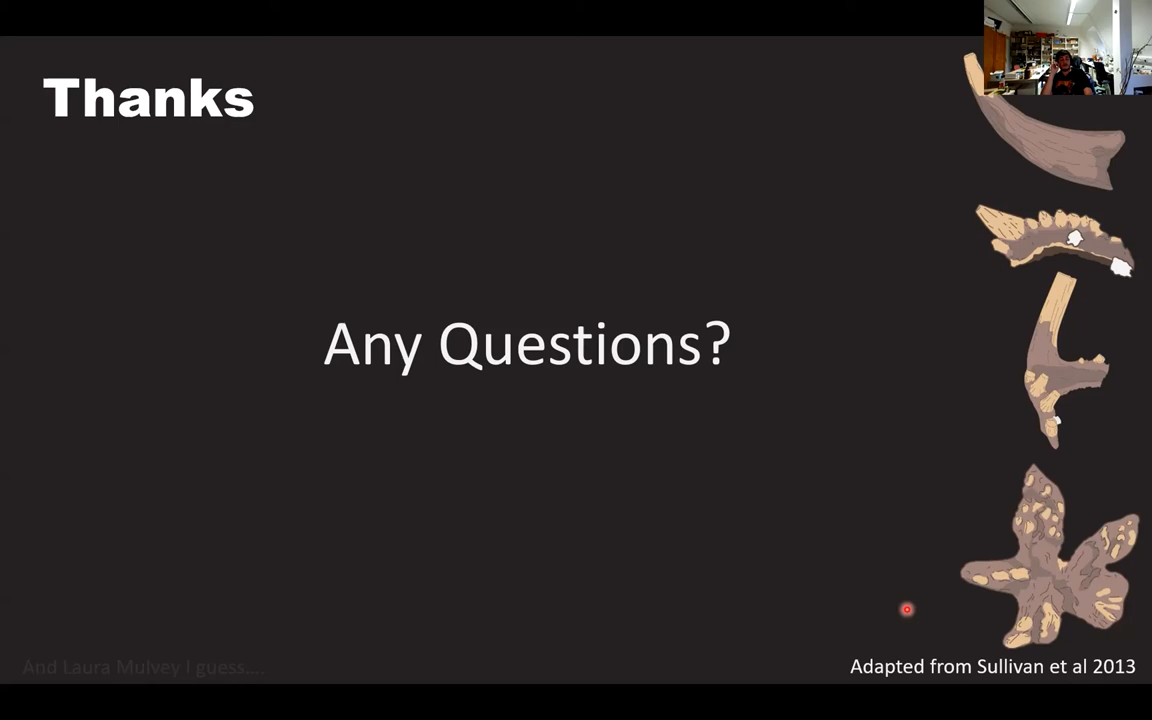 Thanks
Any Questions?
And Laura Mulvey I guess....
Adapted from Sullivan et al 2013